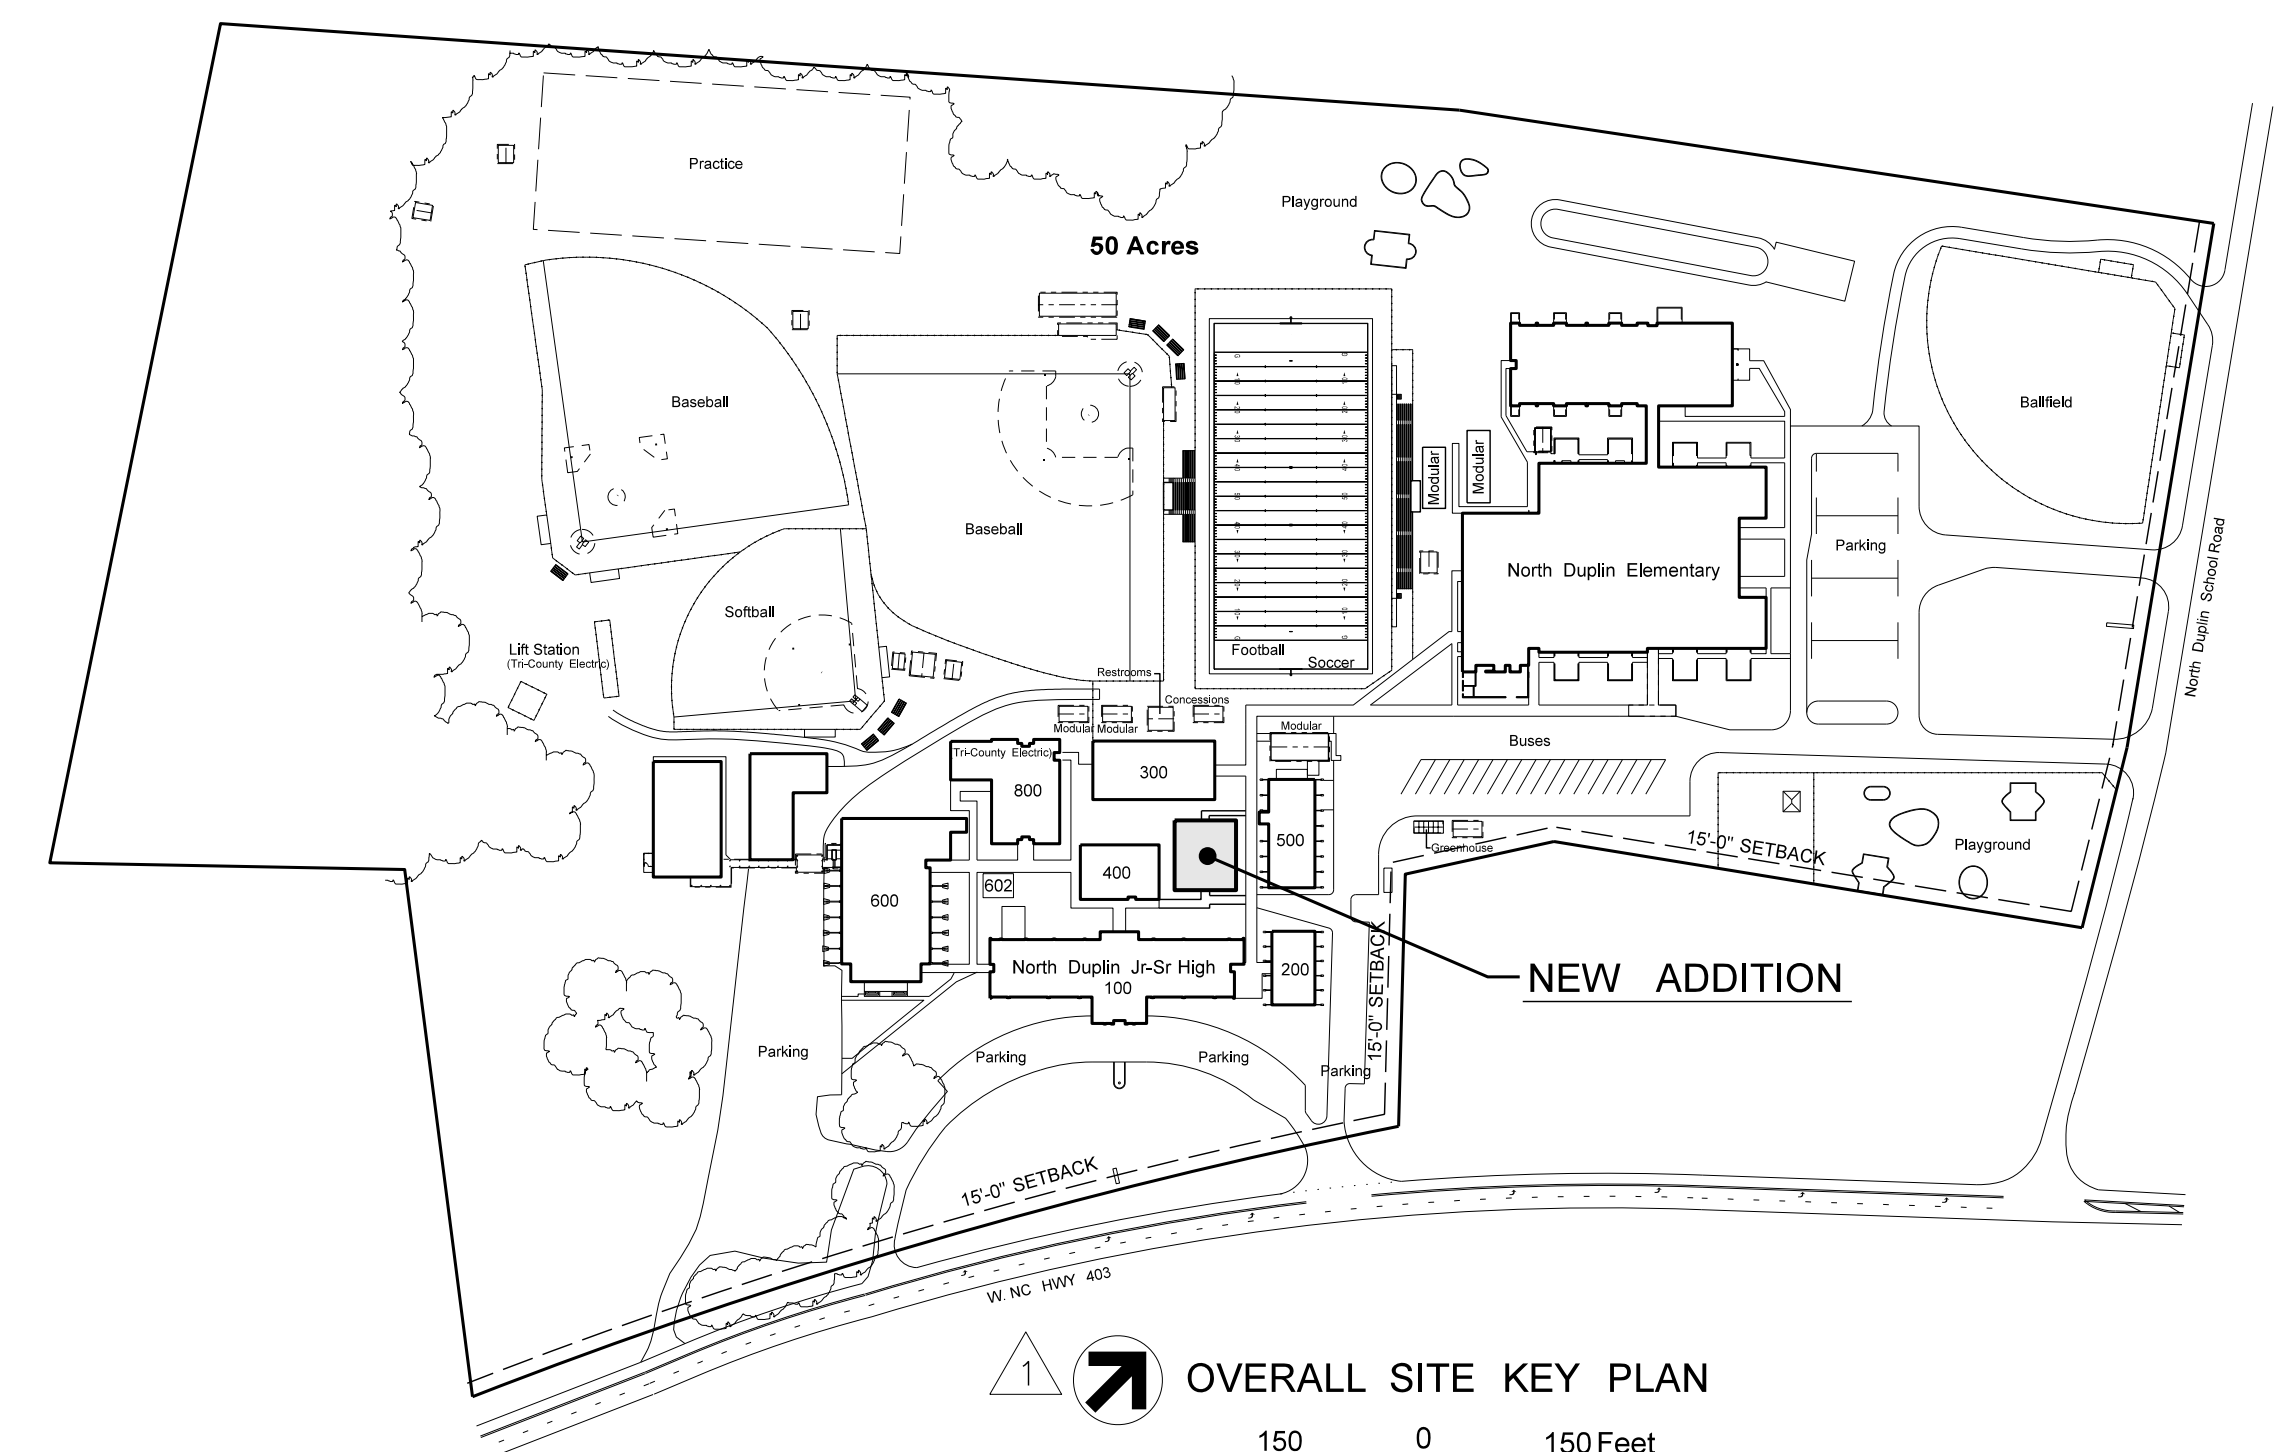 Practice
Playground
50 Acres
Baseball
Ballfield
Modular
Modular
Baseball
Parking
North Duplin Elementary
North Duplin School Road
Softball
Lift Station
(Tri-County Electric)
Football
Soccer
Restrooms
Concessions
Modular
Modular
Modular
Buses
Tri-County Electric)
300
800
500
400
Greenhouse
15'-0" SETBACK
Playground
602
600
North Duplin Jr-Sr High
100
200
15'-0" SETBACK
NEW ADDITION
Parking
Parking
Parking
Parking
15'-0" SETBACK
W. NC HWY 403
1
OVERALL SITE KEY PLAN
150 0 150 Feet